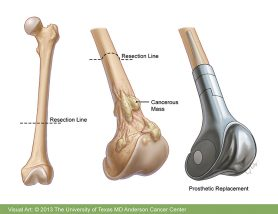 Resection Line
Resection Line
Cancerous
Mass
Prosthetic Replacement
Visual Art: © 2013 The University of Texas MD Anderson Cancer Center